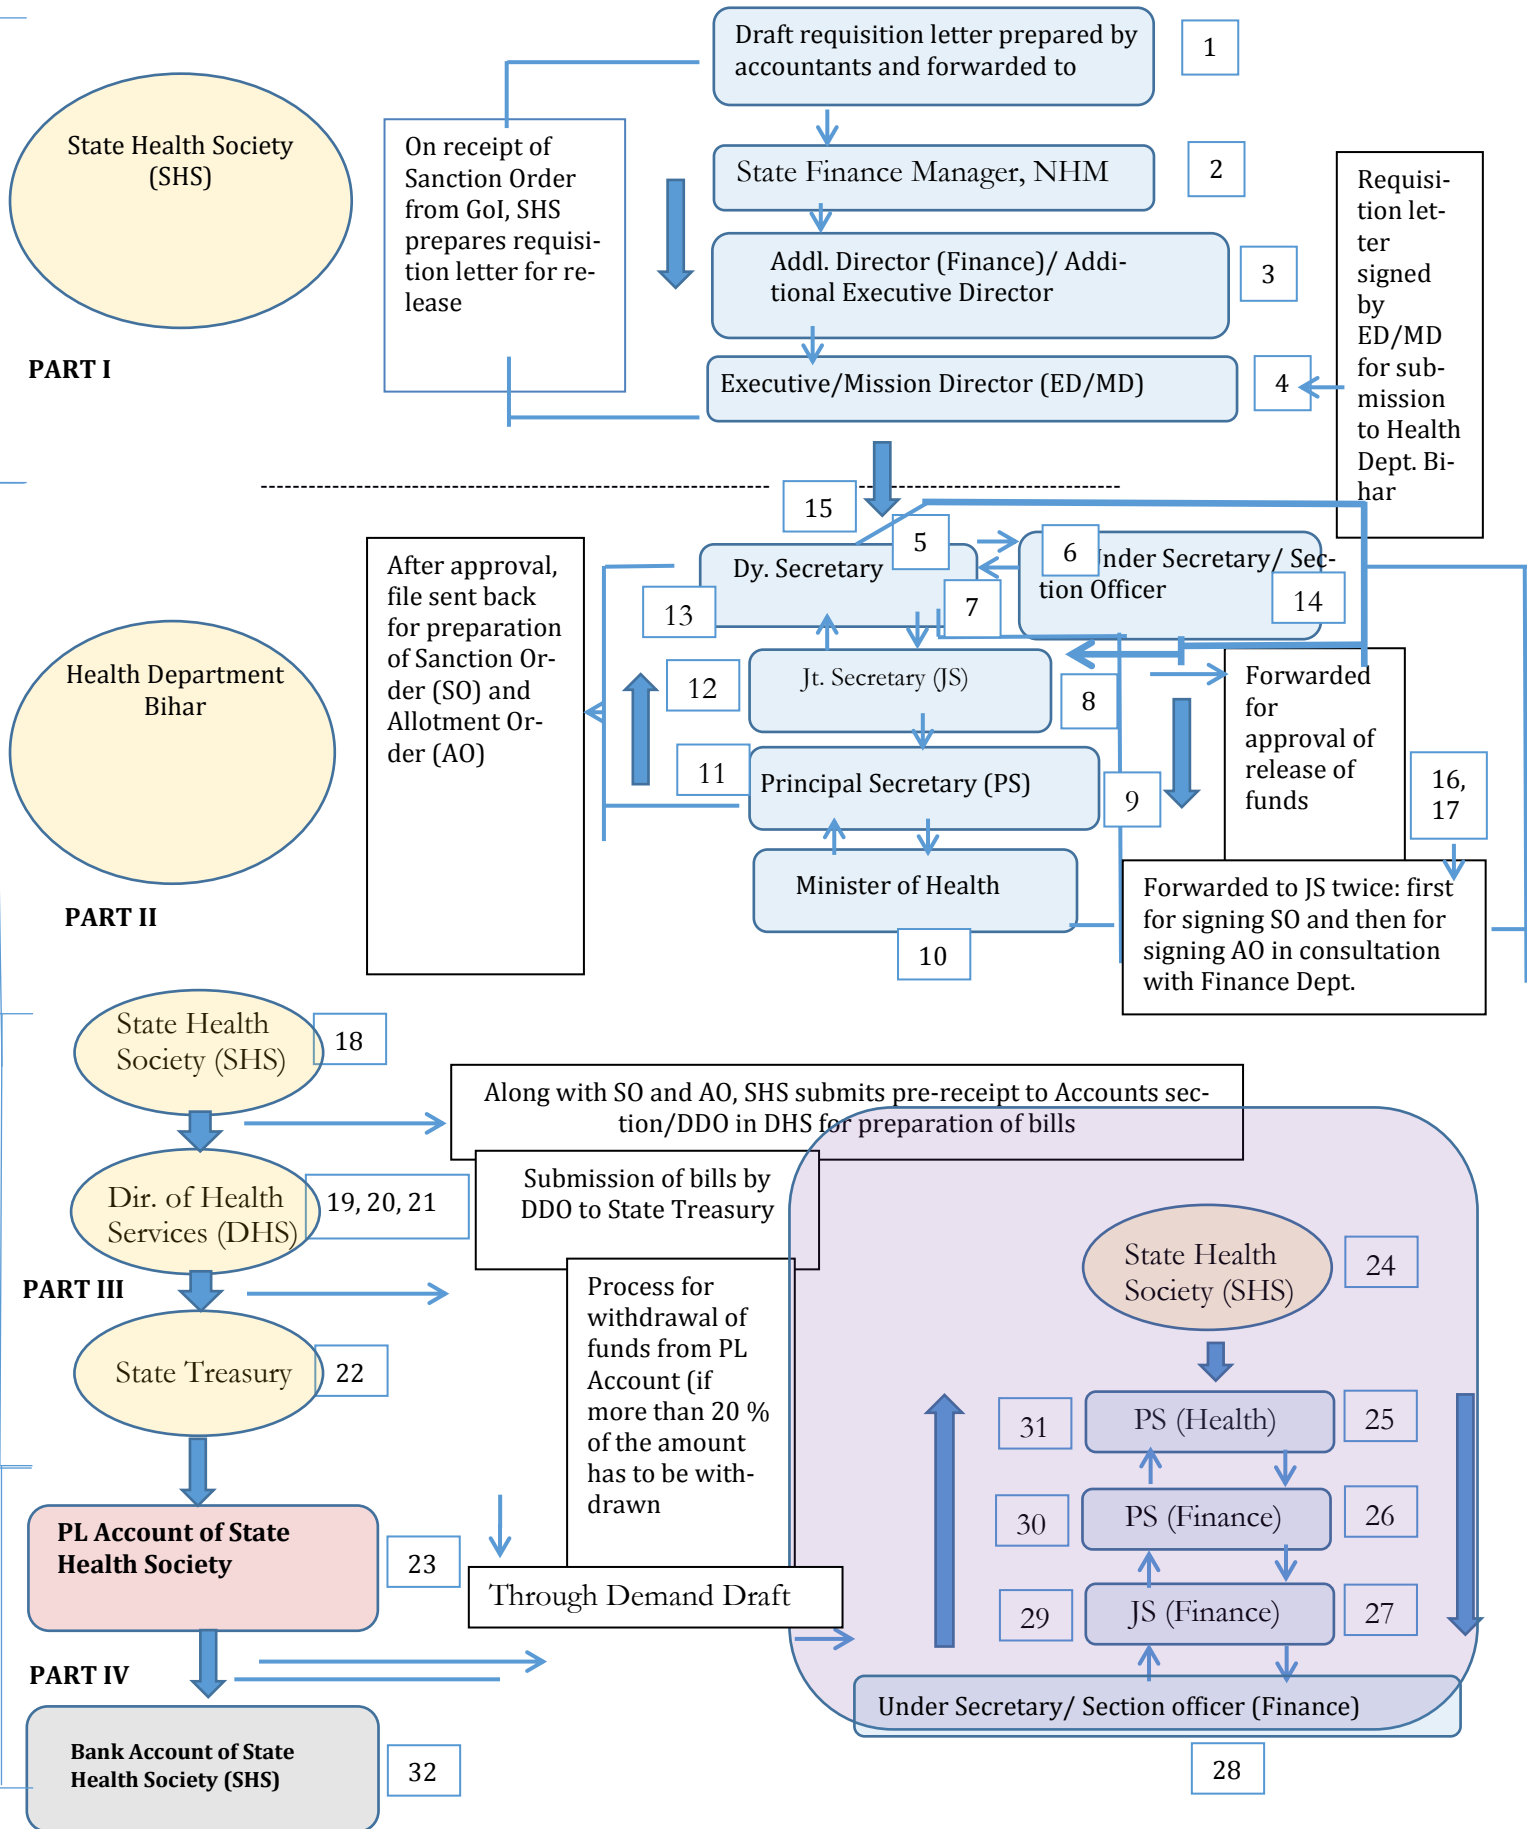 Draft requisition letter prepared by
accountants and forwarded to
1
State Health Society
(SHS)
On receipt of
Sanction Order
from GoI, SHS
prepares requisi-
tion letter for re-
lease
State Finance Manager, NHM
2
Addl. Director (Finance)/ Addi-
tional Executive Director
3
Executive/Mission Director (ED/MD)
4
Requisi-
tion let-
ter
signed
by
ED/MD
for sub-
mission
to Health
Dept. Bi-
har
PART I
15
5
6
Dy. Secretary
Under Secretary/ Sec-
tion Officer
7
14
13
After approval,
file sent back
for preparation
of Sanction Or-
der (SO) and
Allotment Or-
der (AO)
Health Department
Bihar
12
Jt. Secretary (JS)
8
Forwarded
for
approval of
release of
funds
11
Principal Secretary (PS)
9
16,
17
Minister of Health
10
Forwarded to JS twice: first
for signing SO and then for
signing AO in consultation
with Finance Dept.
PART II
State Health
Society (SHS)
18
Along with SO and AO, SHS submits pre-receipt to Accounts sec-
tion/DDO in DHS for preparation of bills
Dir. of Health
Services (DHS)
19, 20, 21
Submission of bills by
DDO to State Treasury
PART III
State Treasury
22
Process for
withdrawal of
funds from PL
Account (if
more than 20 %
of the amount
has to be with-
drawn
State Health
Society (SHS)
24
31
PS (Health)
25
30
PS (Finance)
26
29
JS (Finance)
27
PL Account of State
Health Society
23
Through Demand Draft
PART IV
Under Secretary/ Section officer (Finance)
28
Bank Account of State
Health Society (SHS)
32